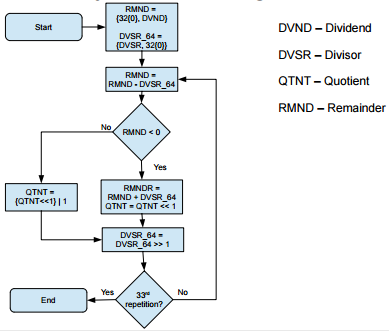 Start
RMND =
{32{0}, DVND}
DVSR_64 =
{DVSR, 32{0}}
DVND – Dividend
DVSR – Divisor
QTNT – Quotient
RMND – Remainder
RMND =
RMND - DVSR_64
No
RMND < 0
Yes
QTNT =
{QTNT<<1} | 1
RMNDR =
RMND + DVSR_64
QTNT = QTNT << 1
DVSR_64 =
DVSR_64 >> 1
Yes
33rd
repetition?
No
End